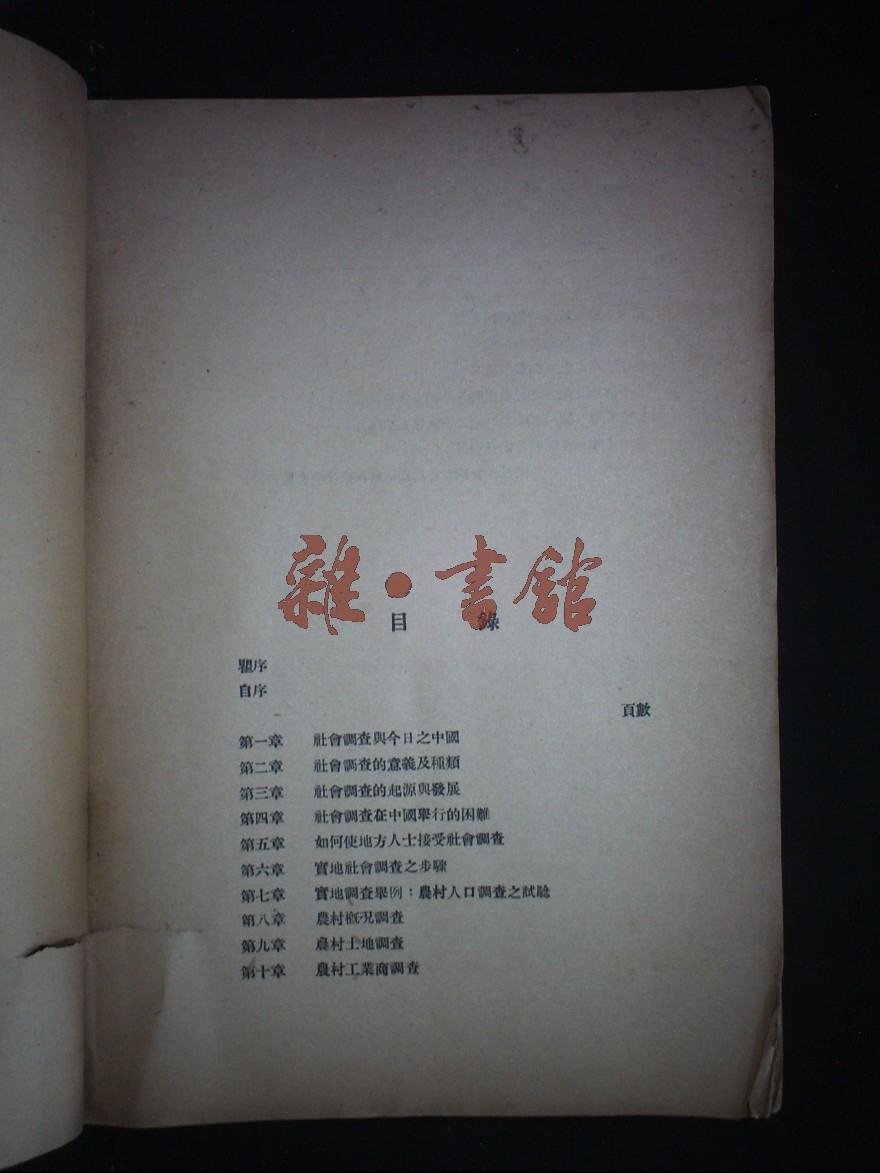 雜·書舘
目錄
瞿序
自序
頁數
第一章 社會調查與今日之中國
第二章 社會調查的意義及種類
第三章 社會調查的起源與發展
第四章 社會調查在中國舉行的困難
第五章 如何使地方人士接受社會調查
第六章 實地社會調查之步驟
第七章 實地調查舉例：農村人口調查之試驗
第八章 農村概況調查
第九章 農村土地調查
第十章 農村工業商調查